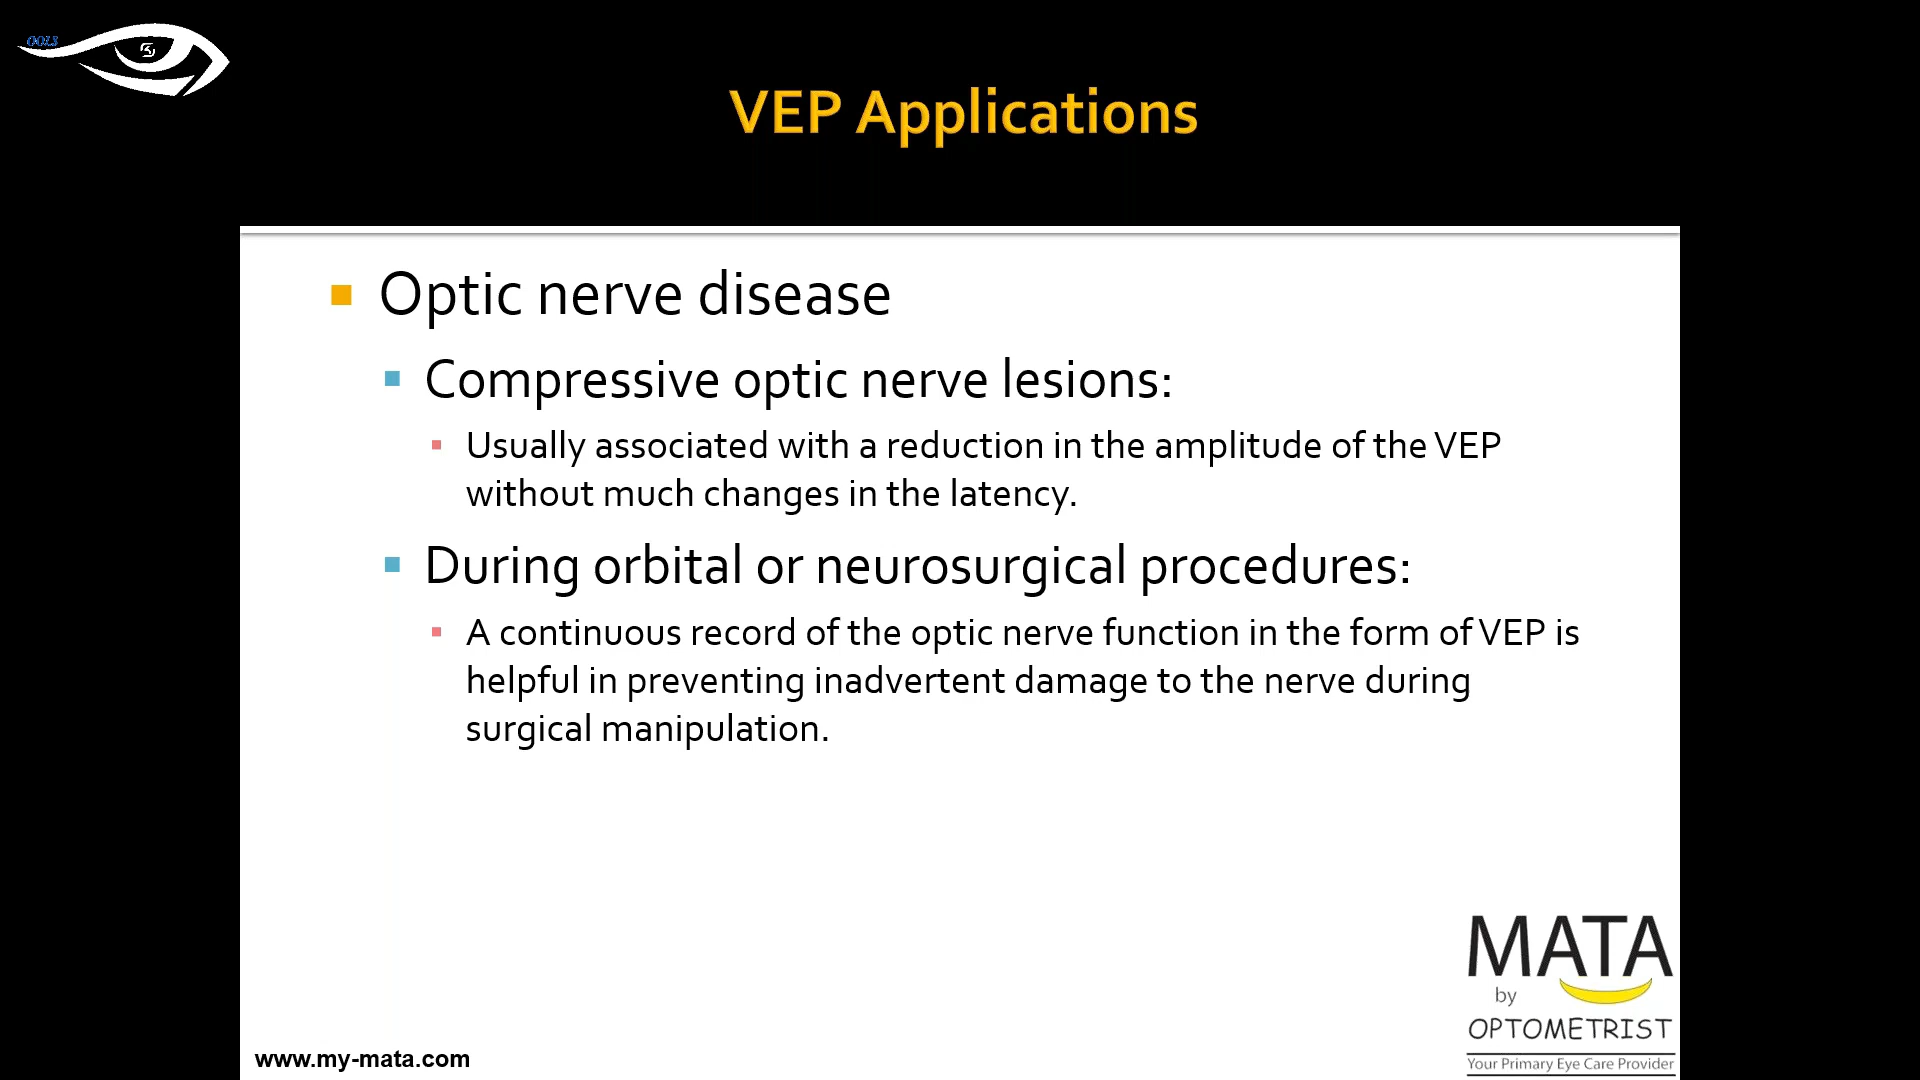 OOLS
VEP Applications
Optic nerve disease
Compressive optic nerve lesions:
Usually associated with a reduction in the amplitude of the VEP
without much changes in the latency.
During orbital or neurosurgical procedures:
A continuous record of the optic nerve function in the form of VEP is
helpful in preventing inadvertent damage to the nerve during
surgical manipulation.
MATA
by
OPTOMETRIST
Your Primary Eye Care Provider
www.my-mata.com